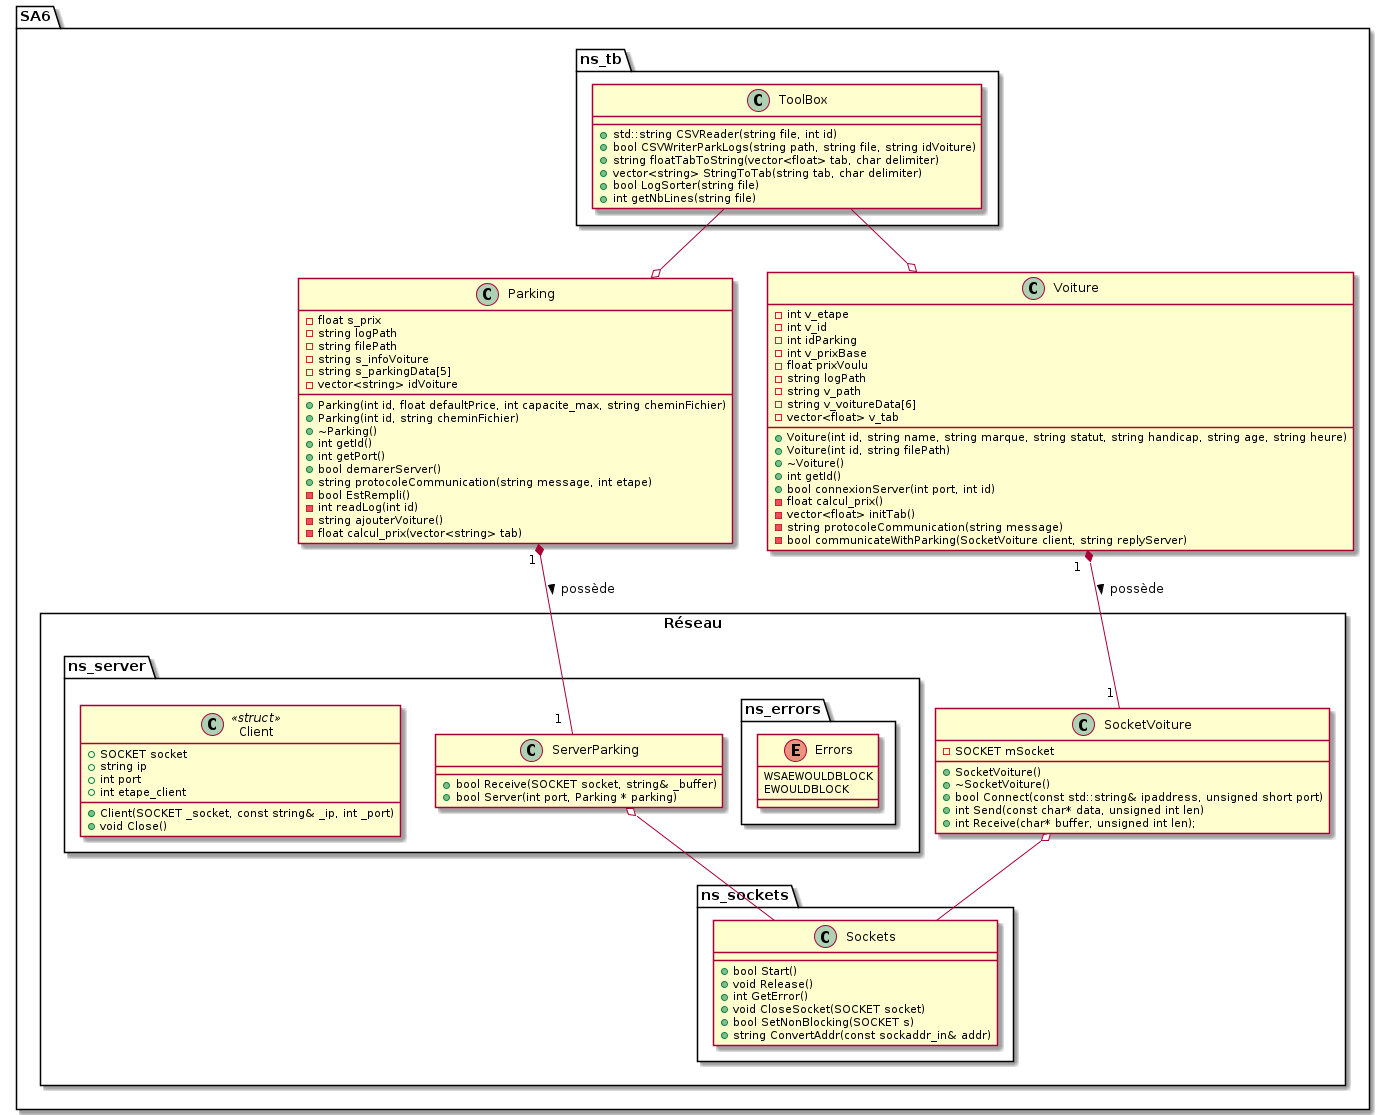 SA6
ns_tb
C ToolBox
std::string CSVReader(string file, int id)
bool CSVWriterParkLogs(string path, string file, string idVoiture)
string floatTabToString(vector<float> tab, char delimiter)
vector<string> StringToTab(string tab, char delimiter)
bool LogSorter(string file)
int getNbLines(string file)
C Parking
float s_prix
string logPath
string filePath
string s_infoVoiture
string s_parkingData[5]
vector<string> idVoiture
Parking(int id, float defaultPrice, int capacite_max, string cheminFichier)
Parking(int id, string cheminFichier)
~Parking()
int getId()
int getPort()
bool demarerServer()
string protocoleCommunication(string message, int etape)
bool EstRempli()
int readLog(int id)
string ajouterVoiture()
float calcul_prix(vector<string> tab)
C Voiture
int v_etape
int v_id
int idParking
int v_prixBase
float prixVoulu
string logPath
string v_path
string v_voitureData[6]
vector<float> v_tab
Voiture(int id, string name, string marque, string statut, string handicap, string age, string heure)
Voiture(int id, string filePath)
~Voiture()
int getId()
bool connexionServer(int port, int id)
float calcul_prix()
vector<float> initTab()
string protocoleCommunication(string message)
bool communicateWithParking(SocketVoiture client, string replyServer)
1
possède
1
1
possède
1
Réseau
ns_server
C «struct»
Client
SOCKET socket
string ip
int port
int etape_client
Client(SOCKET _socket, const string& _ip, int _port)
void Close()
C ServerParking
bool Receive(SOCKET socket, string& _buffer)
bool Server(int port, Parking * parking)
ns_errors
E Errors
WSAEWOULDBLOCK
EWOULDBLOCK
C SocketVoiture
SOCKET mSocket
SocketVoiture()
~SocketVoiture()
bool Connect(const std::string& ipaddress, unsigned short port)
int Send(const char* data, unsigned int len)
int Receive(char* buffer, unsigned int len);
ns_sockets
C Sockets
bool Start()
void Release()
int GetError()
void CloseSocket(SOCKET socket)
bool SetNonBlocking(SOCKET s)
string ConvertAddr(const sockaddr_in& addr)